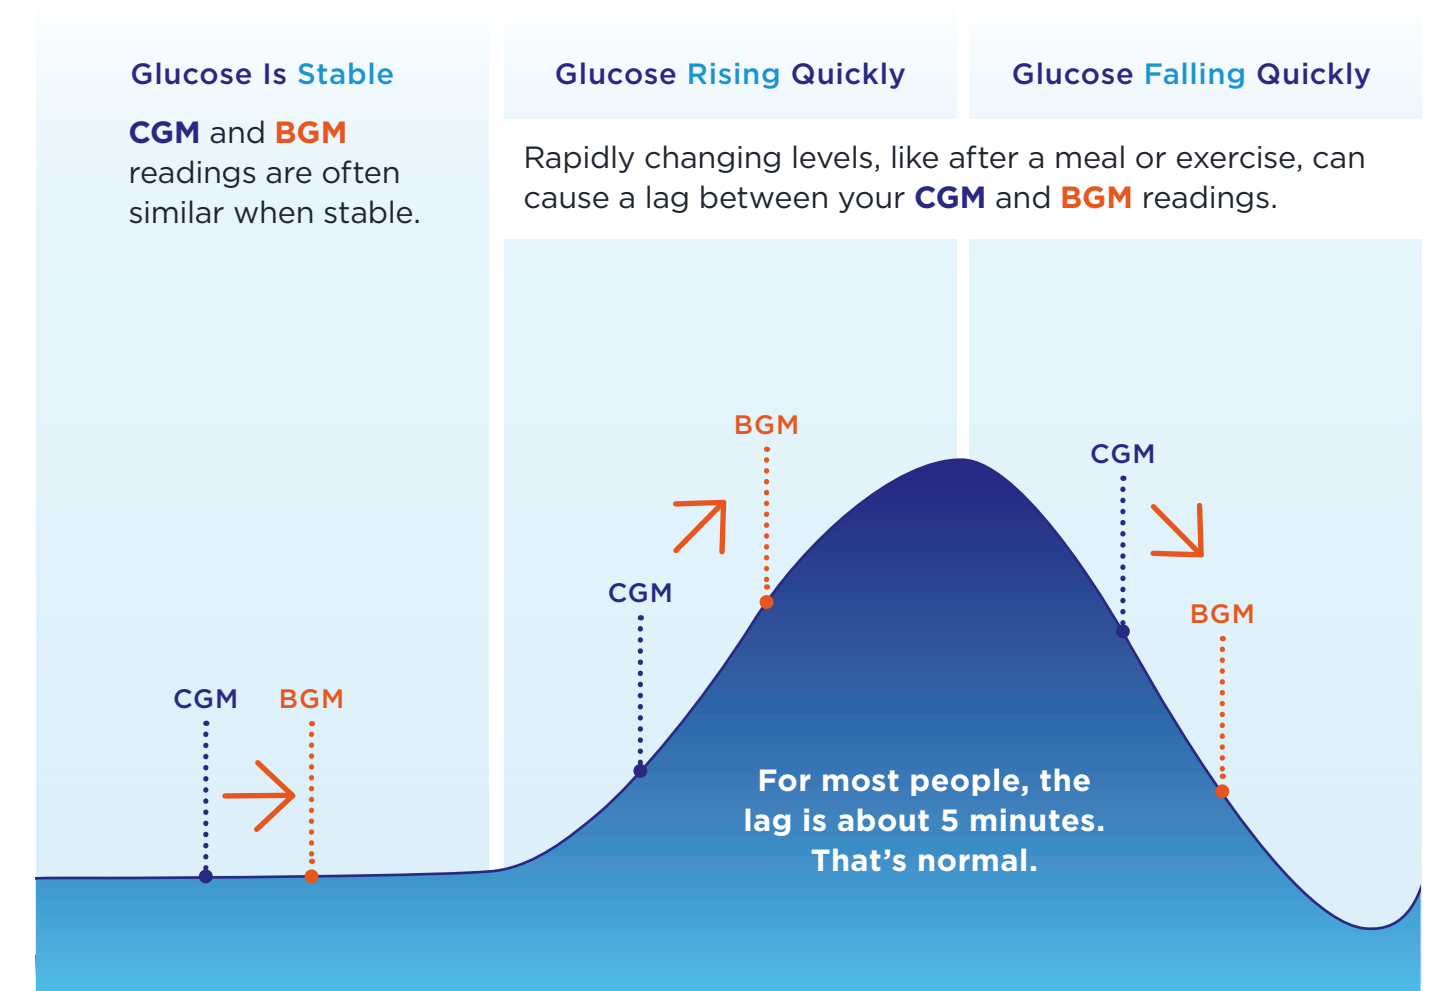 Glucose Is Stable
CGM and BGM
readings are often
similar when stable.
Glucose Rising Quickly
Glucose Falling Quickly
Rapidly changing levels, like after a meal or exercise, can
cause a lag between your CGM and BGM readings.
CGM
BGM
CGM
BGM
CGM
BGM
For most people, the
lag is about 5 minutes.
That’s normal.